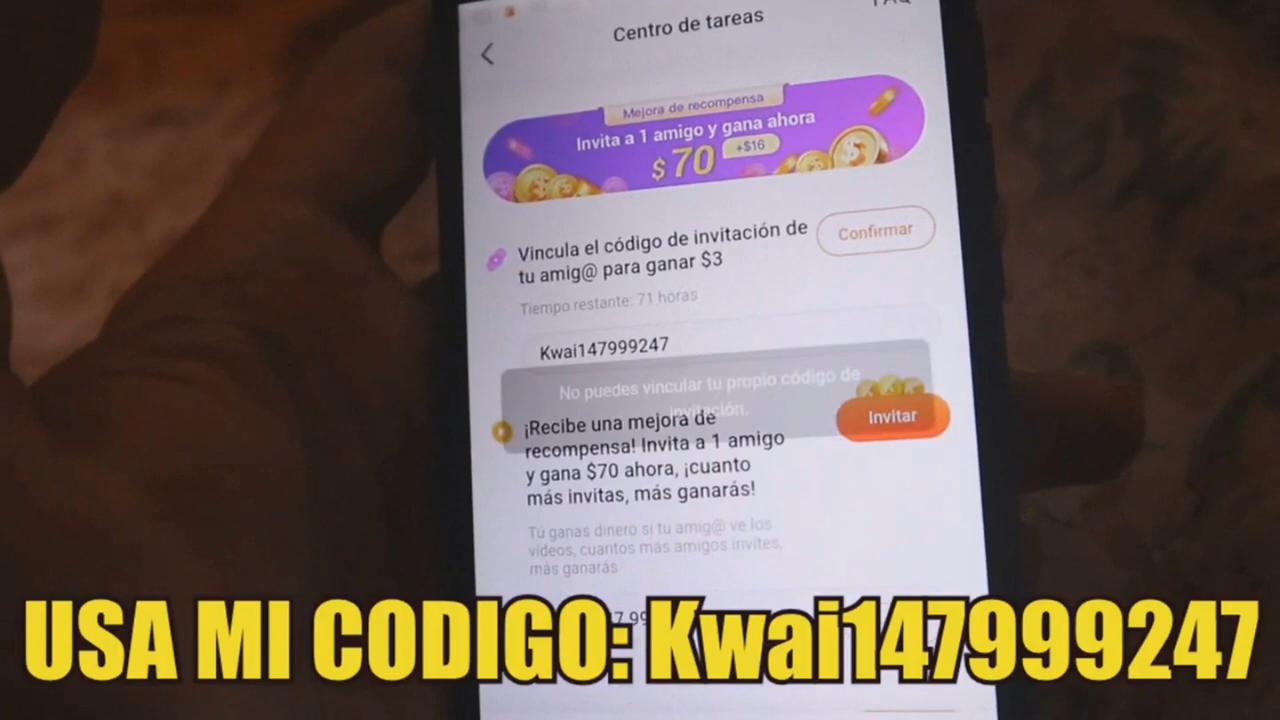 FAQ
Centro de tareas
Mejora de recompensa
Invita a 1 amigo y gana ahora
$70 +$16
Vincula el código de invitación de
tu amig@ para ganar $3
Confirmar
Tiempo restante: 71 horas
Kwai147999247
No puedes vincular tu propio código de
invitación.
¡Recibe una mejora de
recompensa! Invita a 1 amigo
y gana $70 ahora, ¡cuanto
más invitas, más ganarás!
Invitar
Tú ganas dinero si tu amig@ ve los
vídeos, cuantos más amigos invites,
más ganarás
USA MI CODIGO: Kwai147999247